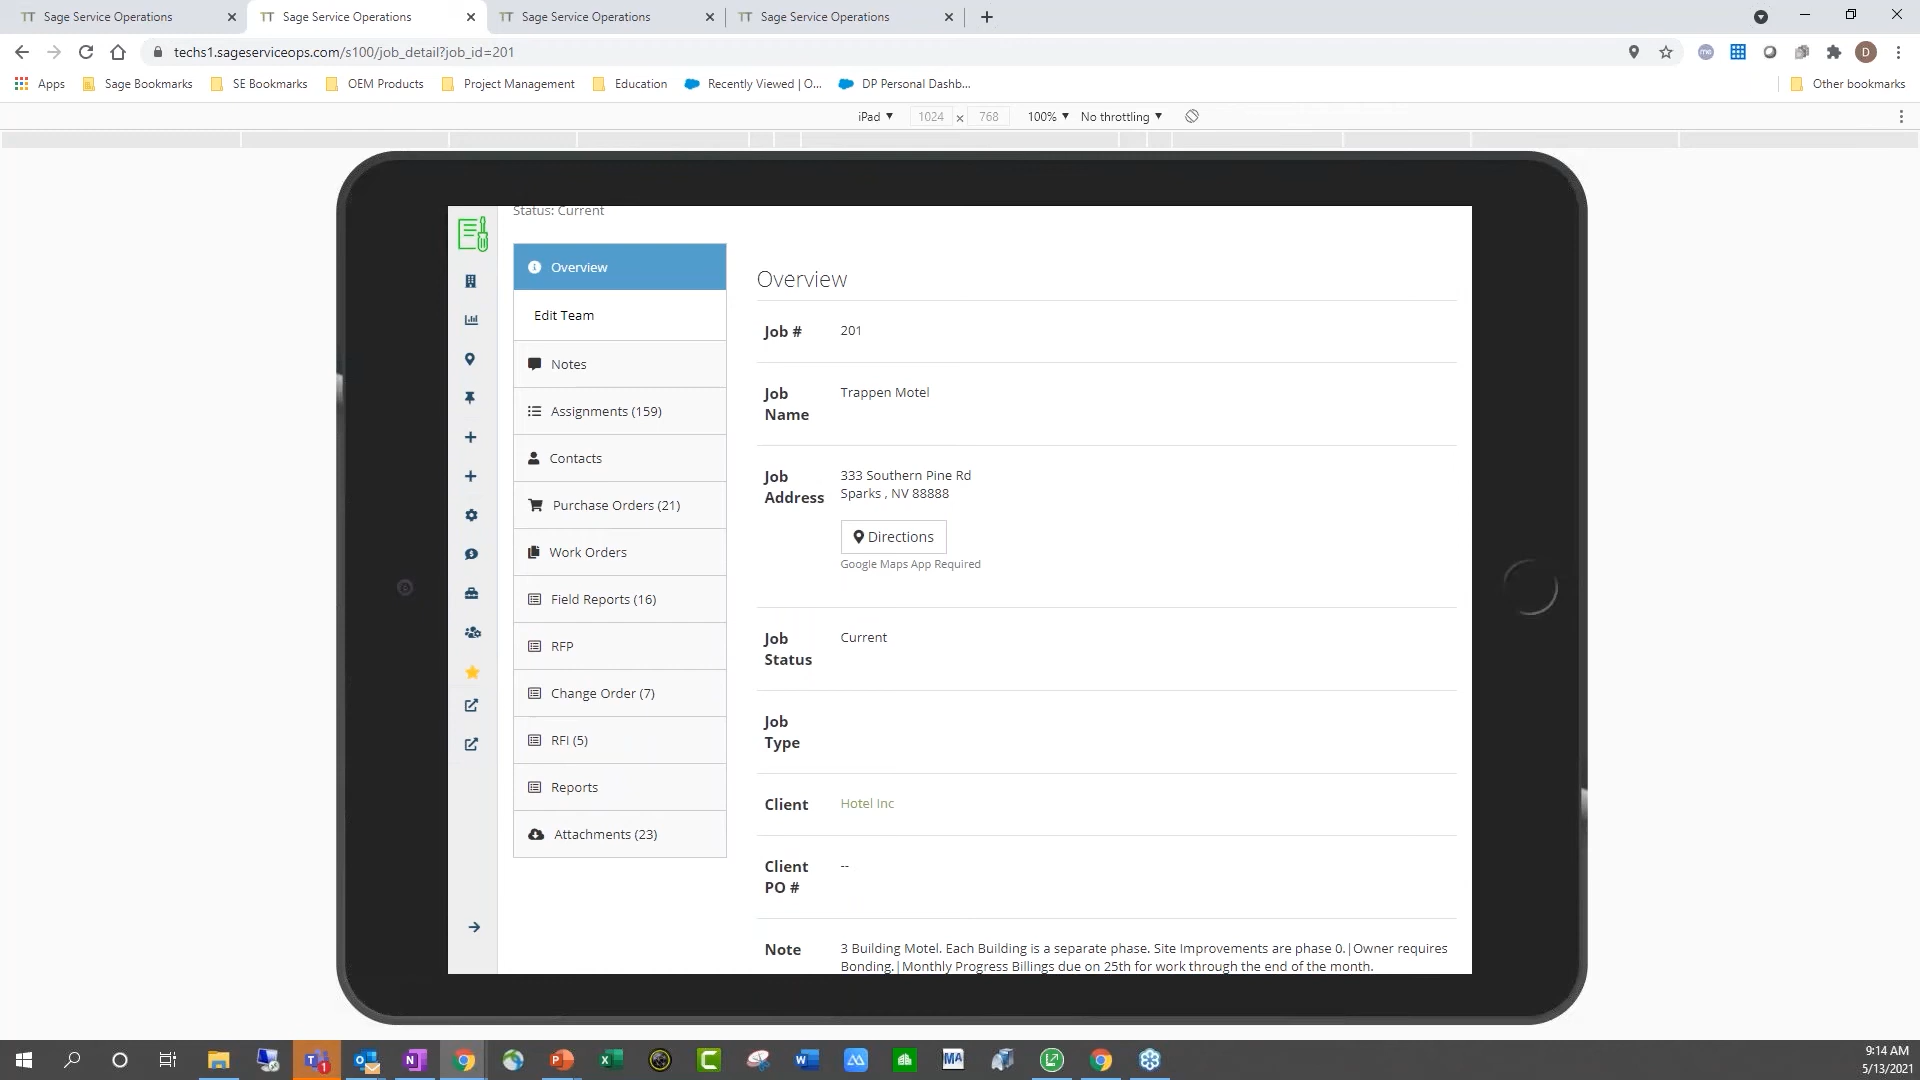 TT Sage Service Operations
TT Sage Service Operations
TT Sage Service Operations
TT Sage Service Operations
techs1.sageserviceops.com/s100/job_detail?job_id=201
me
D
Apps
Sage Bookmarks
SE Bookmarks
OEM Products
Project Management
Education
Recently Viewed | O...
DP Personal Dashb...
Other bookmarks
iPad
1024 x 768
100%
No throttling
Status: Current
Overview
Edit Team
Notes
Assignments (159)
Contacts
Purchase Orders (21)
Work Orders
Field Reports (16)
RFP
Change Order (7)
RFI (5)
Reports
Attachments (23)
Overview
Job # 201
Job Name Trappen Motel
Job Address 333 Southern Pine Rd
Sparks , NV 88888
Directions
Google Maps App Required
Job Status Current
Job Type
Client Hotel Inc
Client PO # --
Note 3 Building Motel. Each Building is a separate phase. Site Improvements are phase 0.|Owner requires
Bonding.|Monthly Progress Billings due on 25th for work through the end of the month.
MA
9:14 AM
5/13/2021